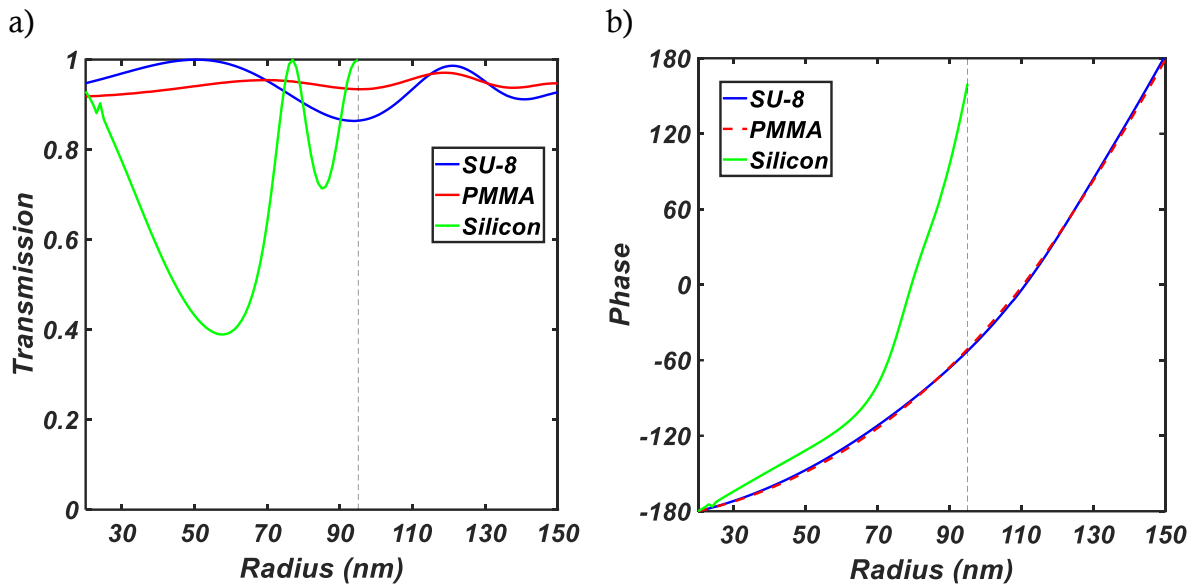 a)
1
0.8
0.6
0.4
0.2
0
Transmission
30 50 70 90 110 130 150
Radius (nm)
SU-8
PMMA
Silicon
b)
180
120
60
0
-60
-120
-180
Phase
30 50 70 90 110 130 150
Radius (nm)
SU-8
PMMA
Silicon